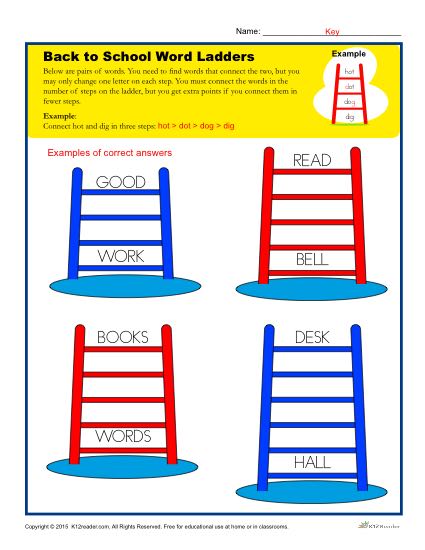 Name: Key
Back to School Word Ladders
Below are pairs of words. You need to find words that connect the two, but you
may only change one letter on each step. You must connect the words in the
number of steps on the ladder, but you get extra points if you connect them in
fewer steps.
Example:
Connect hot and dig in three steps: hot > dot > dog > dig
Example
hot
dot
dog
dig
Examples of correct answers
GOOD
WORK
READ
BELL
BOOKS
WORDS
DESK
HALL
Copyright © 2015 K12reader.com. All Rights Reserved. Free for educational use at home or in classrooms.
K12Reader